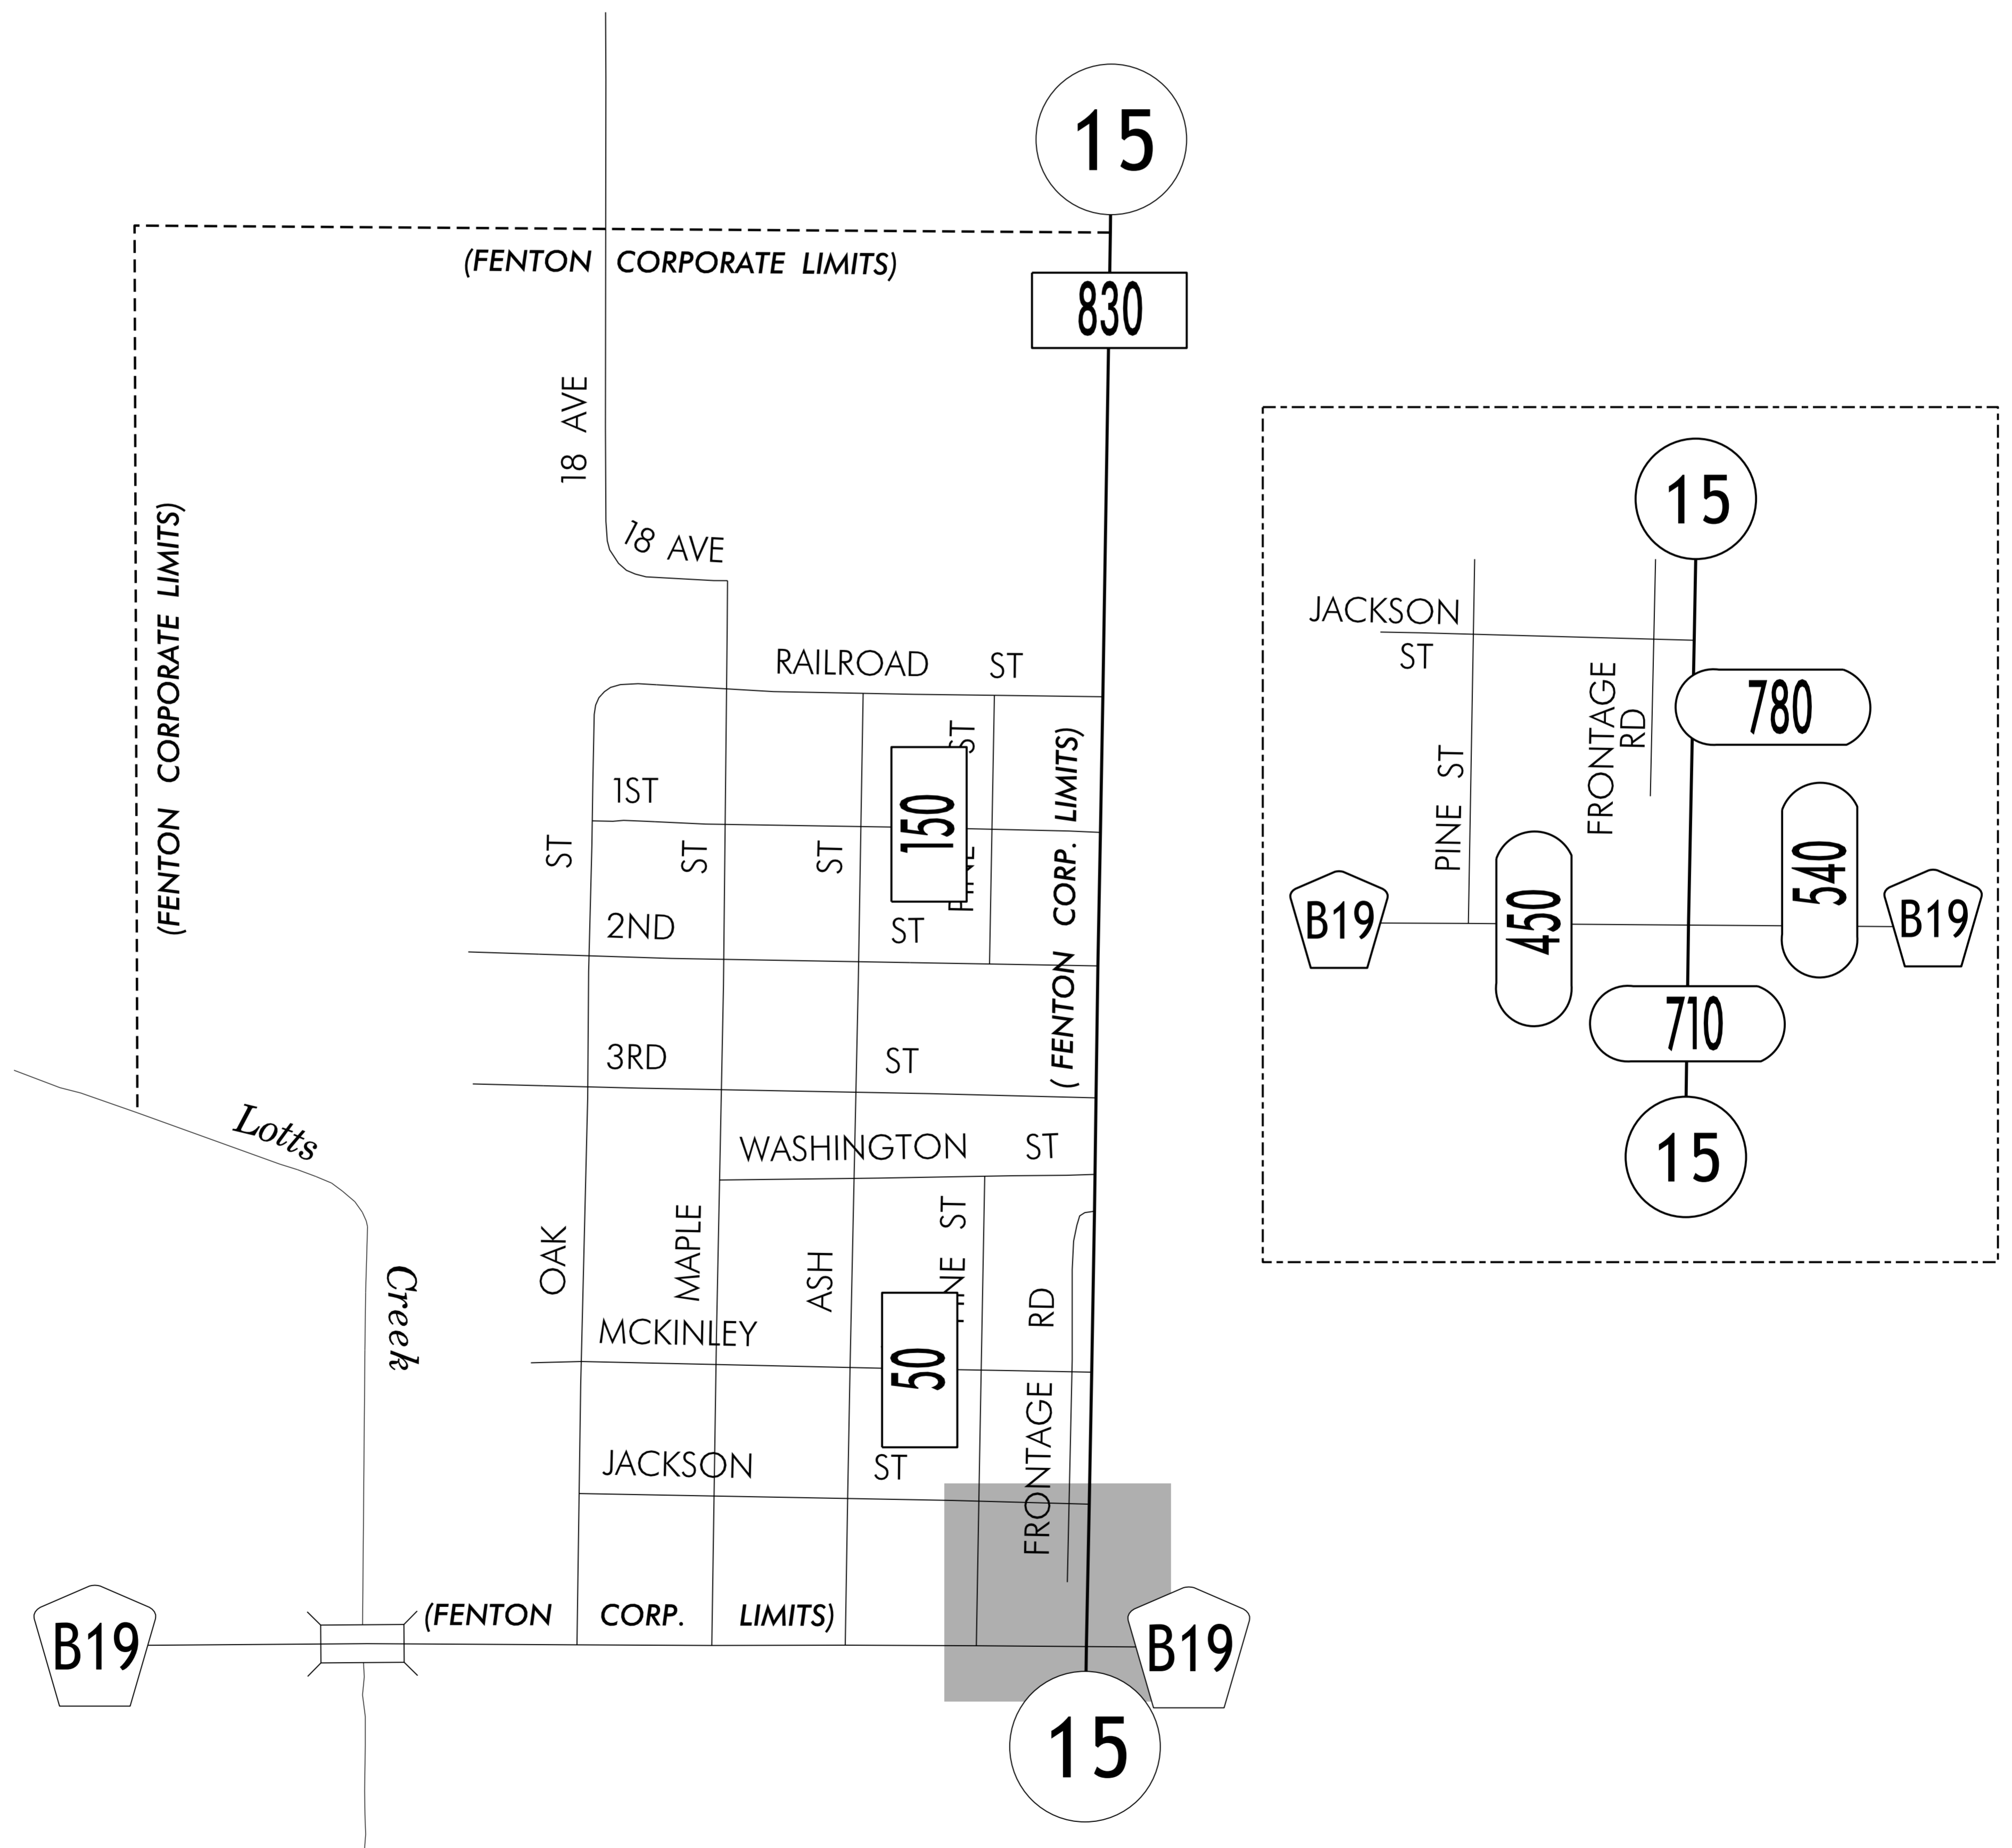 15
(FENTON CORPORATE LIMITS)
830
18 AVE
18 AVE
(FENTON CORPORATE LIMITS)
RAILROAD ST
ST
1ST
150
(FENTON CORP. LIMITS)
ST
ST
ST
2ND ST
3RD ST
Lotts
Creek
WASHINGTON ST
OAK
MAPLE
ASH
ST
RD
MCKINLEY
50
FRONTAGE
JACKSON ST
(FENTON CORP. LIMITS)
B19
B19
15
15
JACKSON
ST
780
FRONTAGE
RD
PINE ST
450
540
B19
B19
710
15